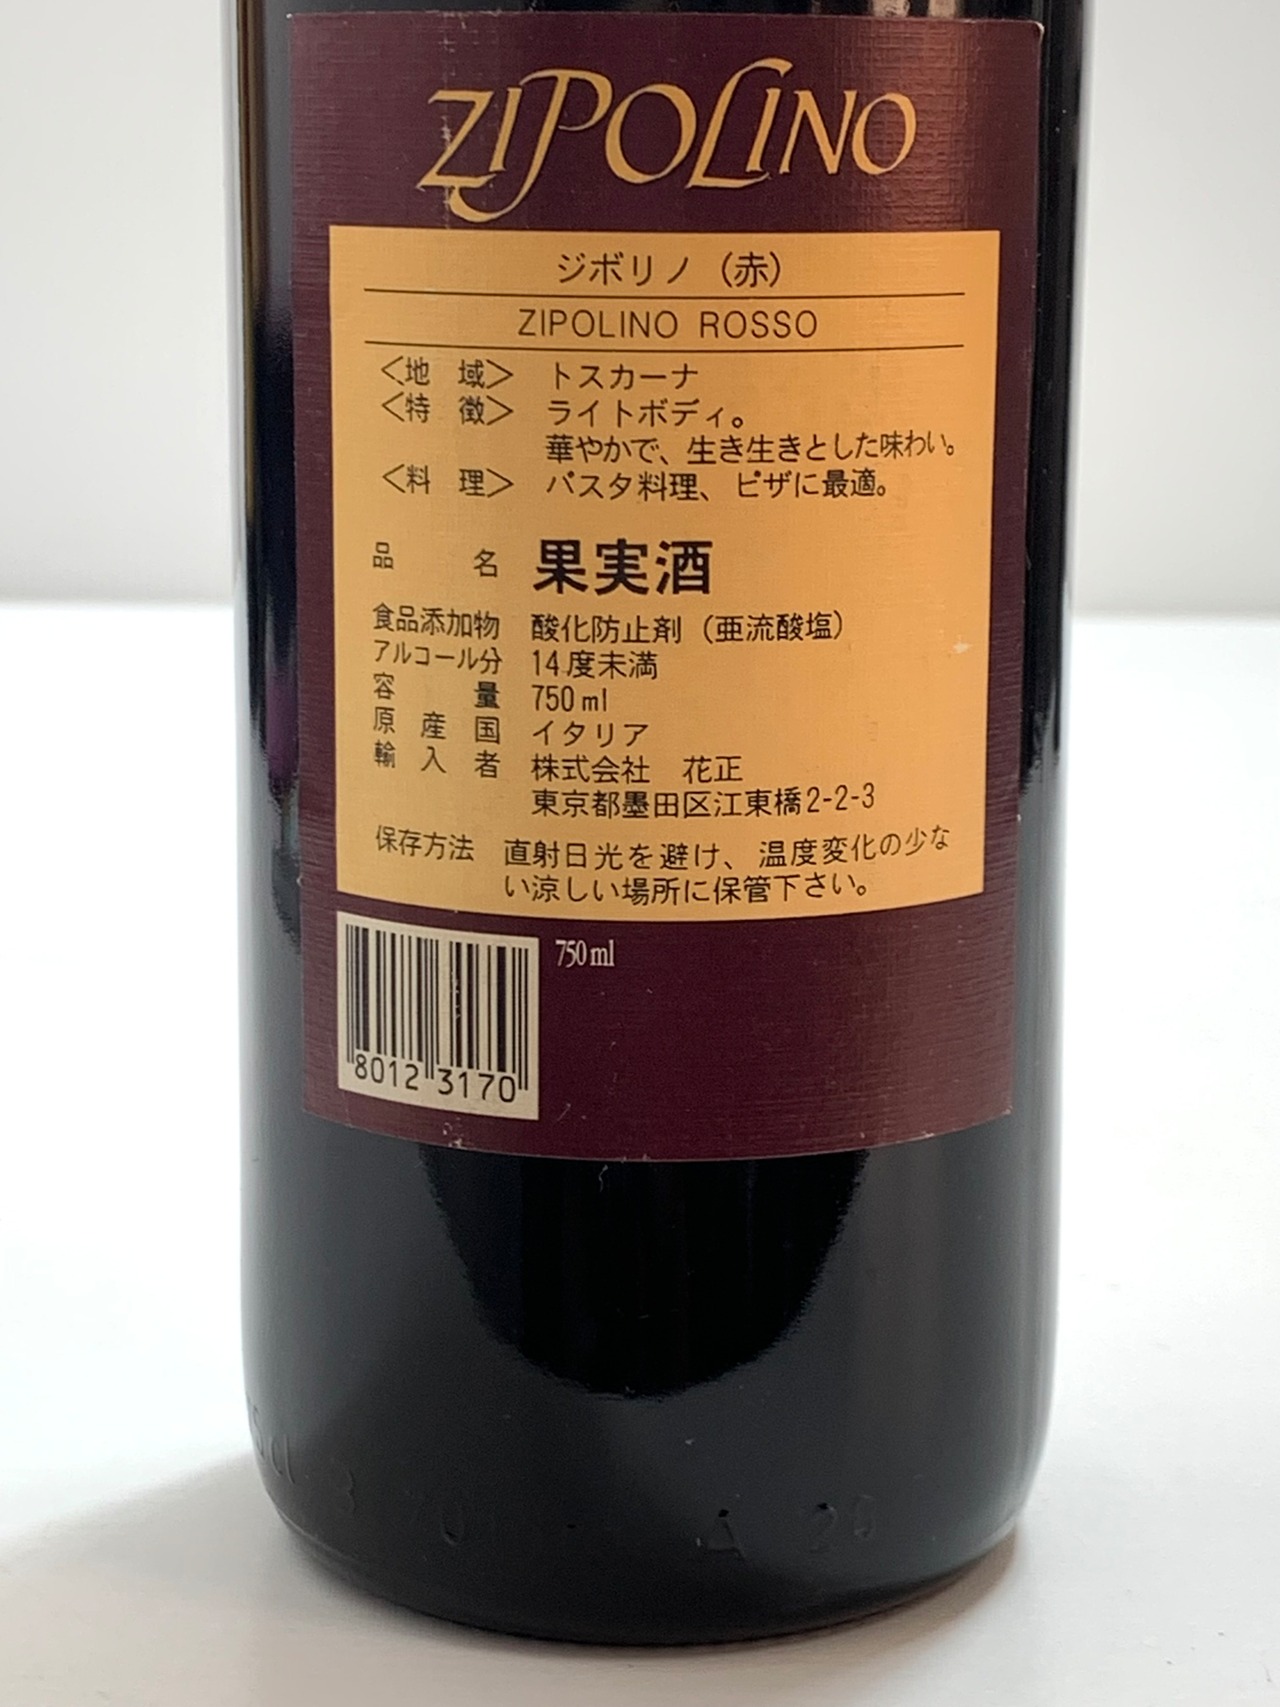 ZIPOLINO
ジボリノ（赤）
ZIPOLINO ROSSO
＜地　域＞ トスカーナ
＜特　徴＞ ライトボディ。
華やかで、生き生きとした味わい。
＜料　理＞ パスタ料理、ピザに最適。
品　　名 果実酒
食品添加物 酸化防止剤（亜流酸塩）
アルコール分 14度未満
容　　量 750ml
原　産　国 イタリア
輸　入　者 株式会社　花正
東京都墨田区江東橋2-2-3
保存方法 直射日光を避け、温度変化の少な
い涼しい場所に保管下さい。
750ml
8012 3170